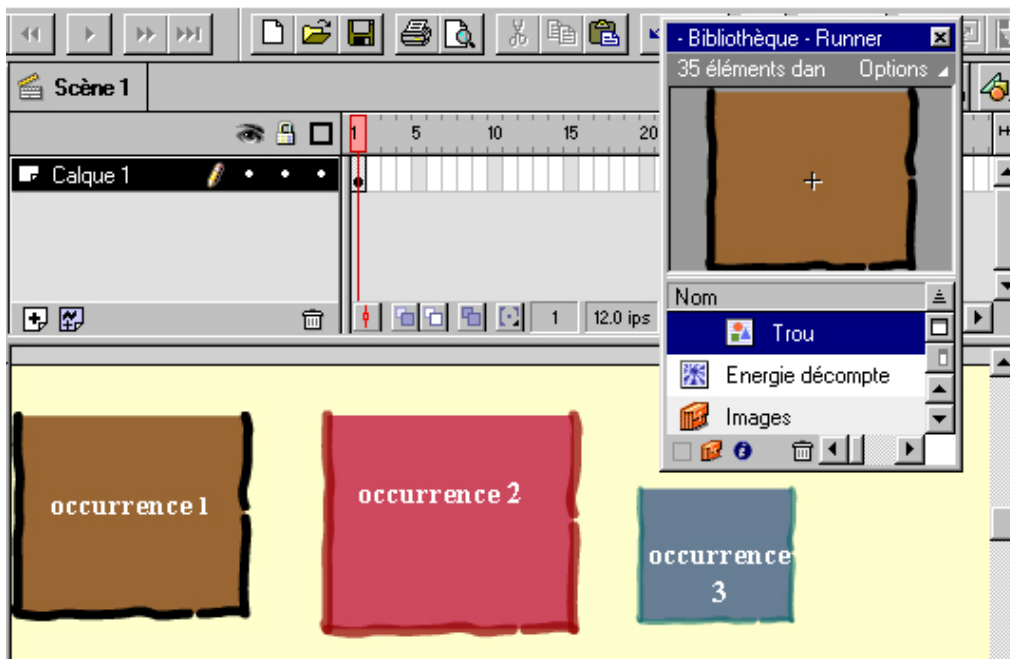 - Bibliothèque - Runner
35 éléments dan Options
Scène 1
1 5 10 15 20
Calque 1
Nom
Trou
Energie décompte
Images
1 12.0 ips
occurrence 1
occurrence 2
occurrence
3